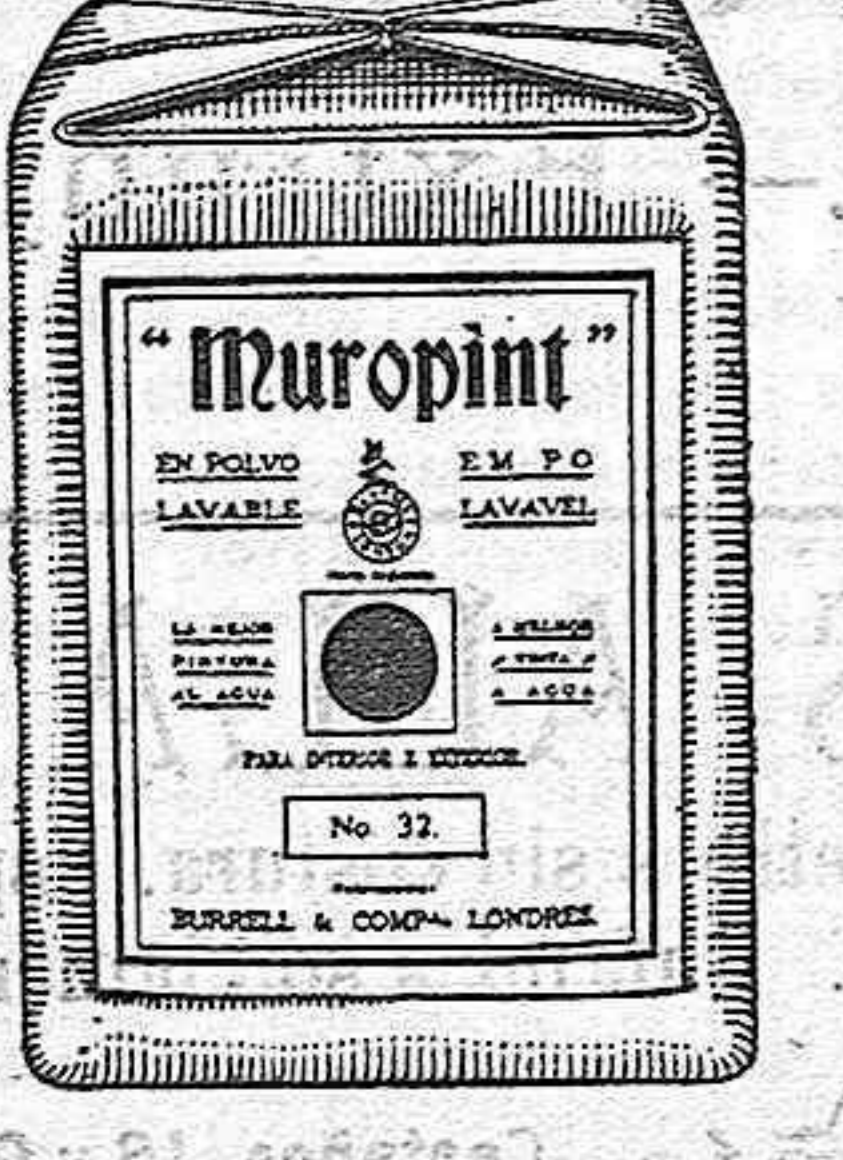 “Muropint”
EN POLVO EM PO
LAVABLE LAVAVEL
LA MEJOR A MELHOR
PINTURA TINTA
AL AGUA A AGUA
PARA INTERIOR E EXTERIOR.
No 32.
BURRELL & COMPᴬ LONDRES